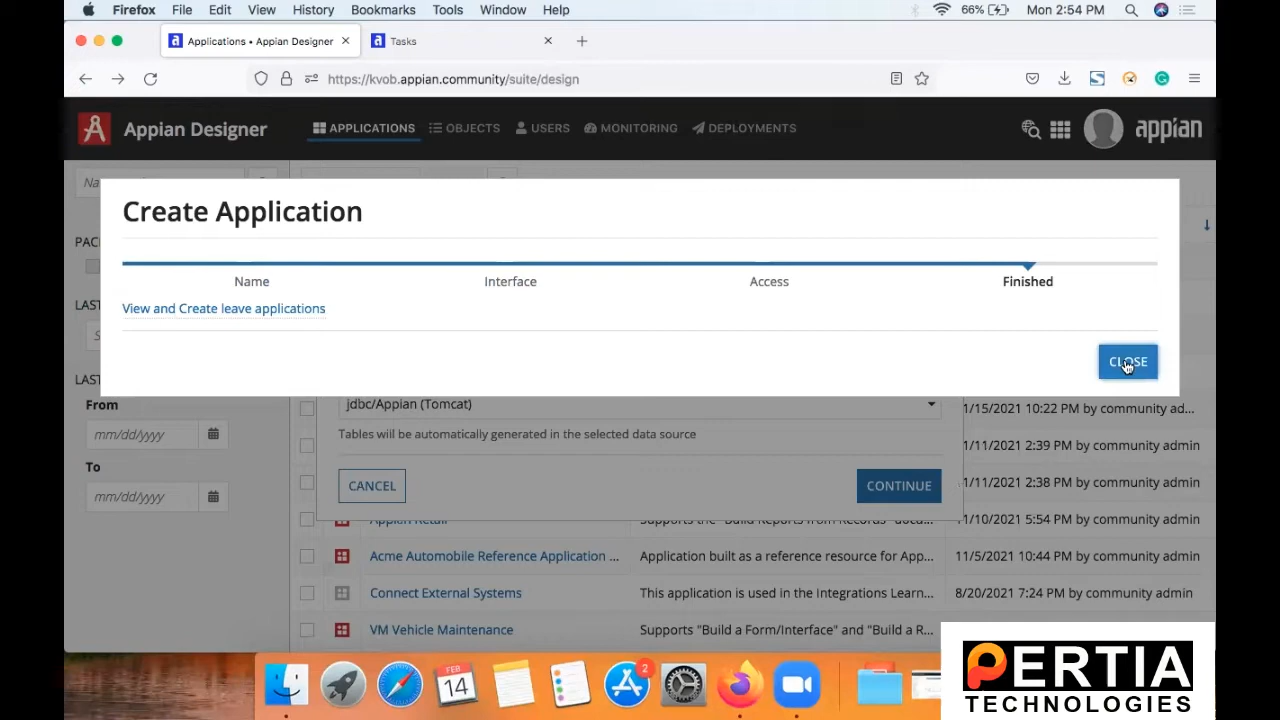 Firefox File Edit View History Bookmarks Tools Window Help 66% Mon 2:54 PM
Applications • Appian Designer Tasks
https://kvob.appian.community/suite/design
Appian Designer APPLICATIONS OBJECTS USERS MONITORING DEPLOYMENTS appian
Na
Create Application
PAC
Name Interface Access Finished
LAST
View and Create leave applications
CLOSE
LAST
From
jdbc/Appian (Tomcat)
1/15/2021 10:22 PM by community ad...
mm/dd/yyyy
Tables will be automatically generated in the selected data source
1/11/2021 2:39 PM by community admin
To
CANCEL CONTINUE
1/11/2021 2:38 PM by community admin
mm/dd/yyyy
Appian Retail Supports the "Build Reports from Records" docu... 11/10/2021 5:54 PM by community admin
Acme Automobile Reference Application ... Application built as a reference resource for App... 11/5/2021 10:44 PM by community admin
Connect External Systems This application is used in the Integrations Learn... 8/20/2021 7:24 PM by community admin
VM Vehicle Maintenance Supports "Build a Form/Interface" and "Build a R...
FEB
14
2
PERTIA
TECHNOLOGIES